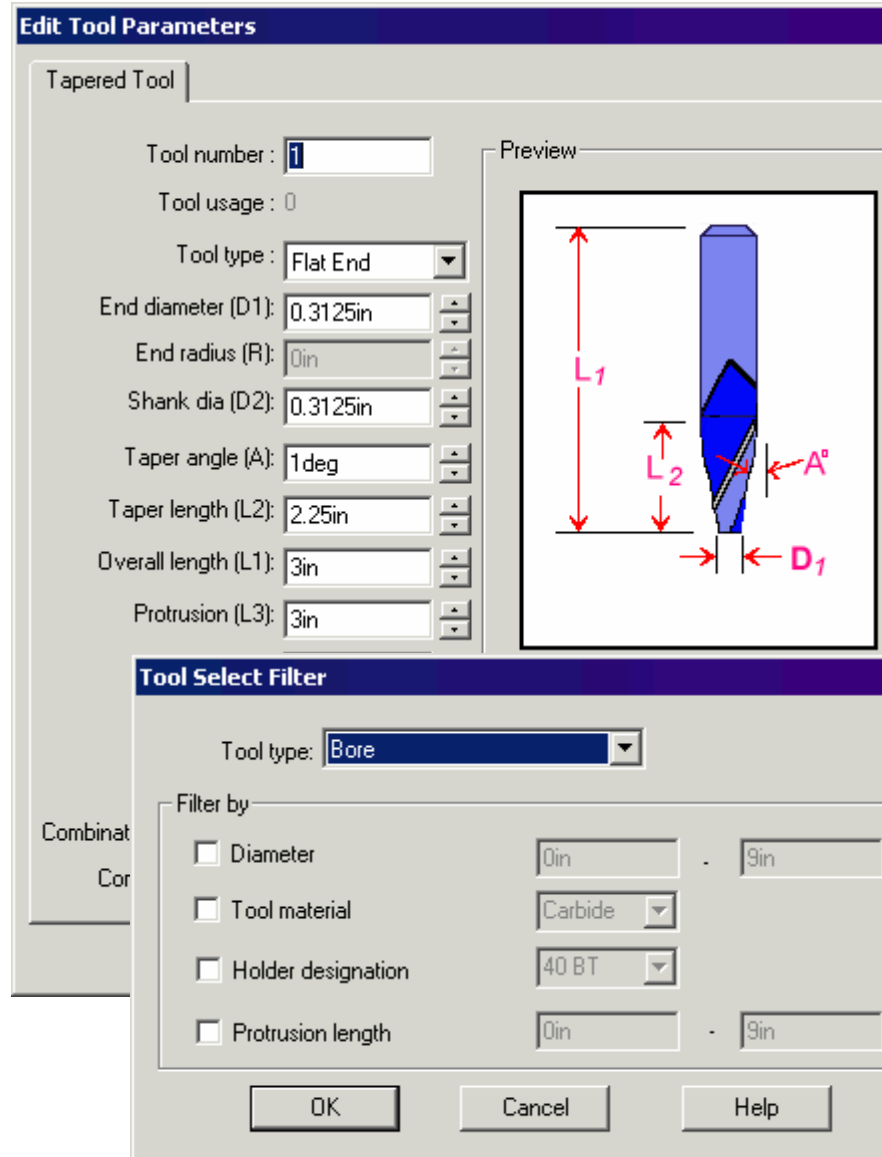 Edit Tool Parameters
Tapered Tool
Tool number : 1
Tool usage : 0
Tool type : Flat End
End diameter (D1): 0.3125in
End radius (R): 0in
Shank dia (D2): 0.3125in
Taper angle (A): 1deg
Taper length (L2): 2.25in
Overall length (L1): 3in
Protrusion (L3): 3in
Preview
L1
L2
A°
D1
Combinat
Cor
Tool Select Filter
Tool type: Bore
Filter by
Diameter 0in - 9in
Tool material Carbide
Holder designation 40 BT
Protrusion length 0in - 9in
OK Cancel Help